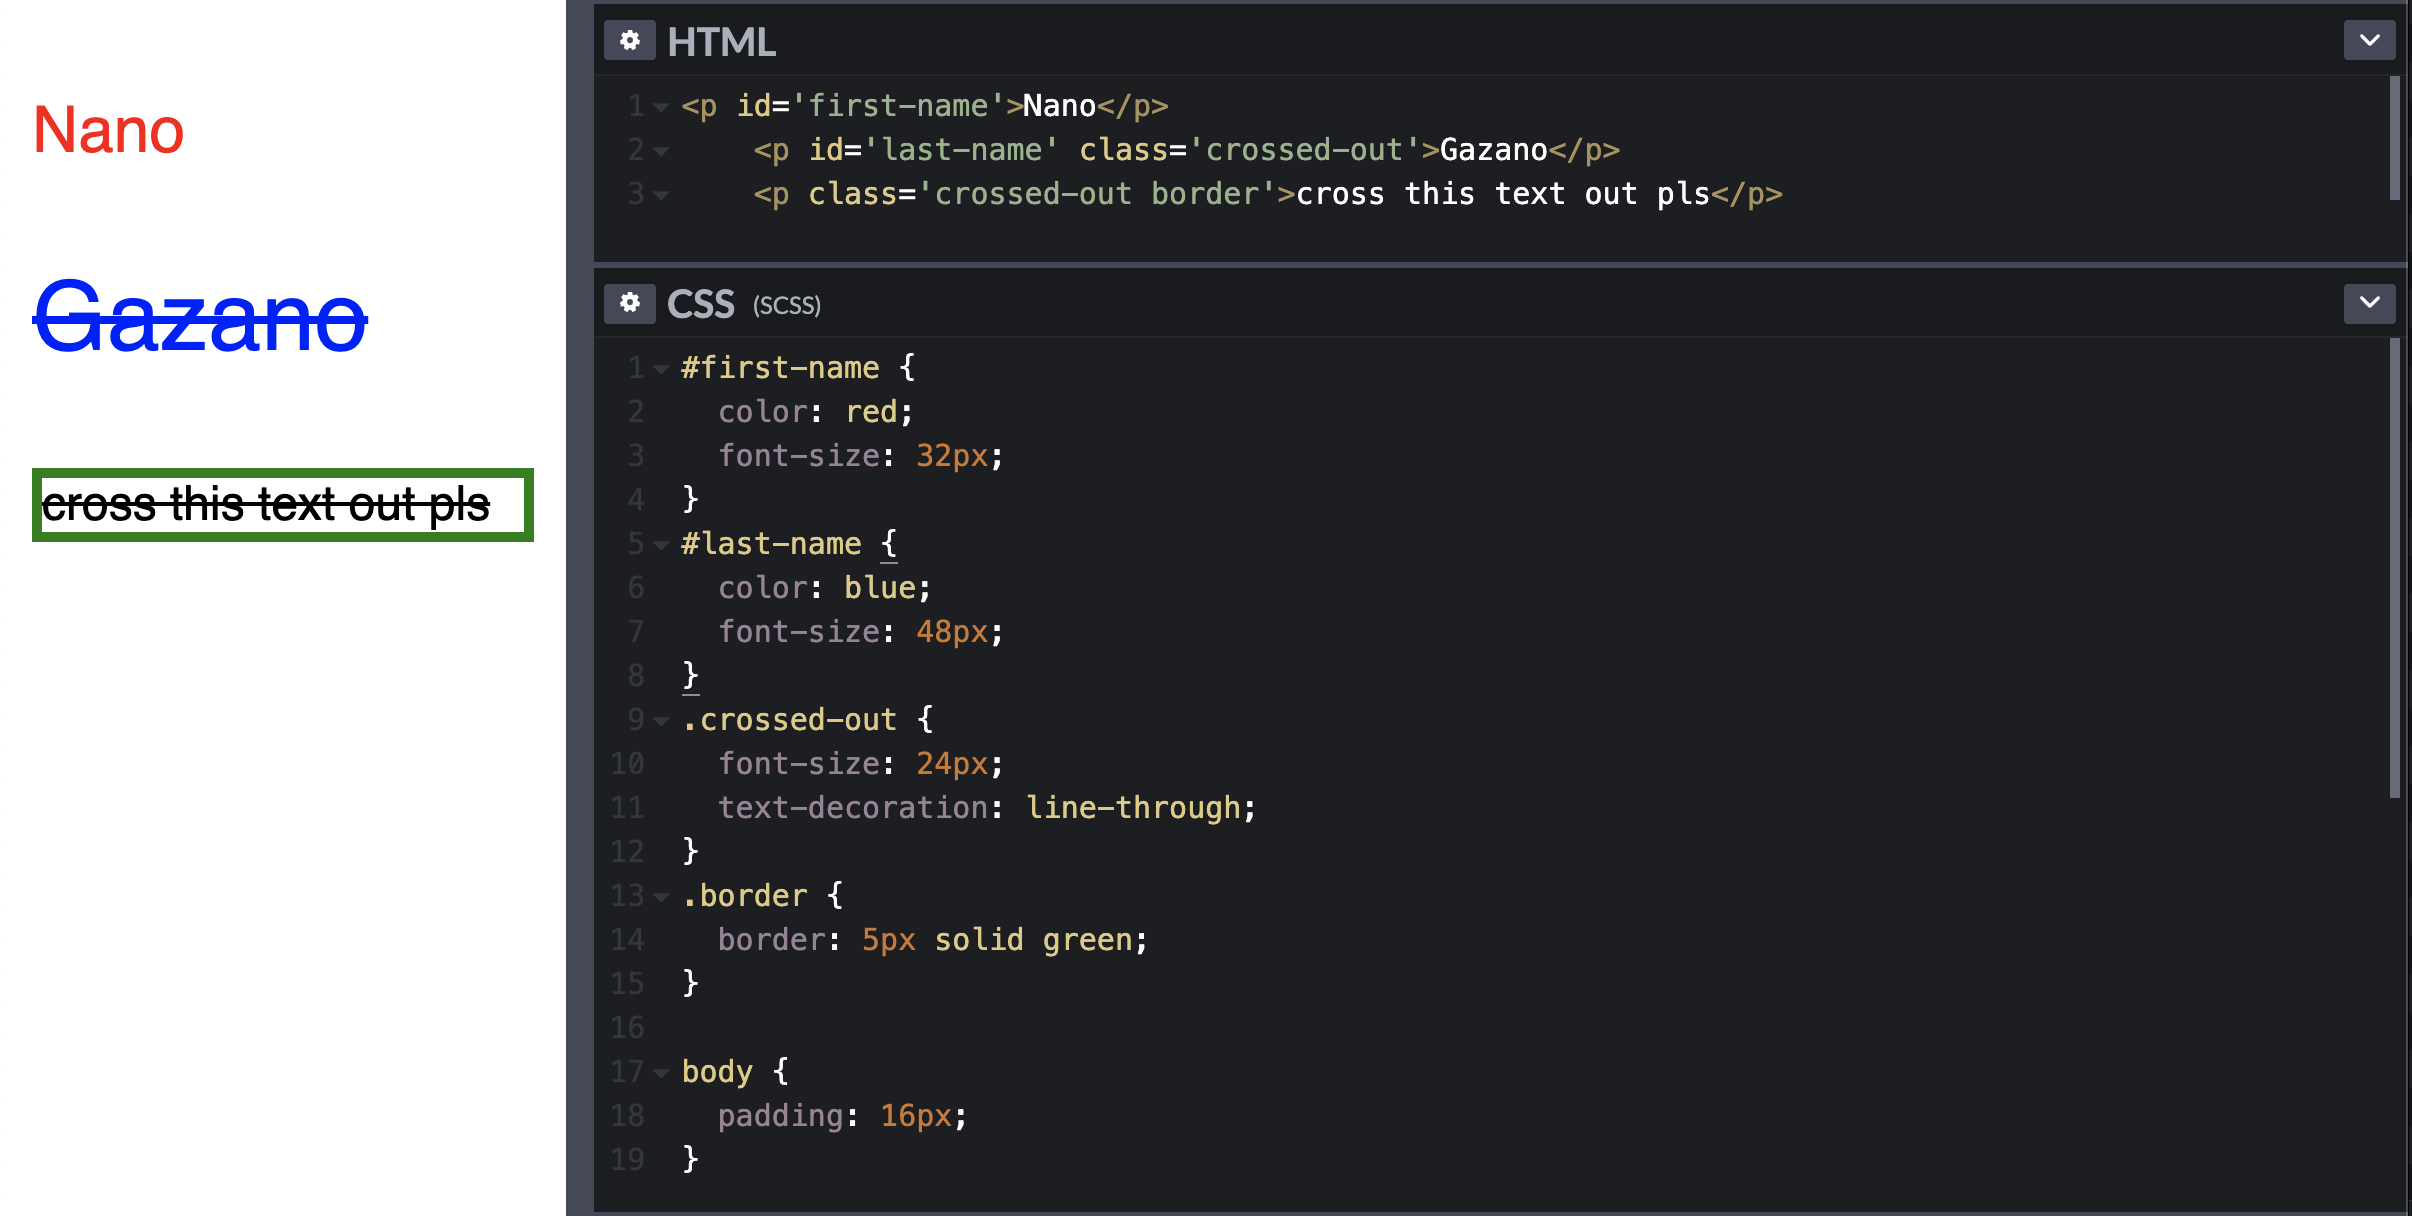 Nano
Gazano
cross this text out pls
HTML
1 <p id='first-name'>Nano</p>
2     <p id='last-name' class='crossed-out'>Gazano</p>
3     <p class='crossed-out border'>cross this text out pls</p>
CSS (SCSS)
1 #first-name {
2   color: red;
3   font-size: 32px;
4 }
5 #last-name {
6   color: blue;
7   font-size: 48px;
8 }
9 .crossed-out {
10   font-size: 24px;
11   text-decoration: line-through;
12 }
13 .border {
14   border: 5px solid green;
15 }
16
17 body {
18   padding: 16px;
19 }